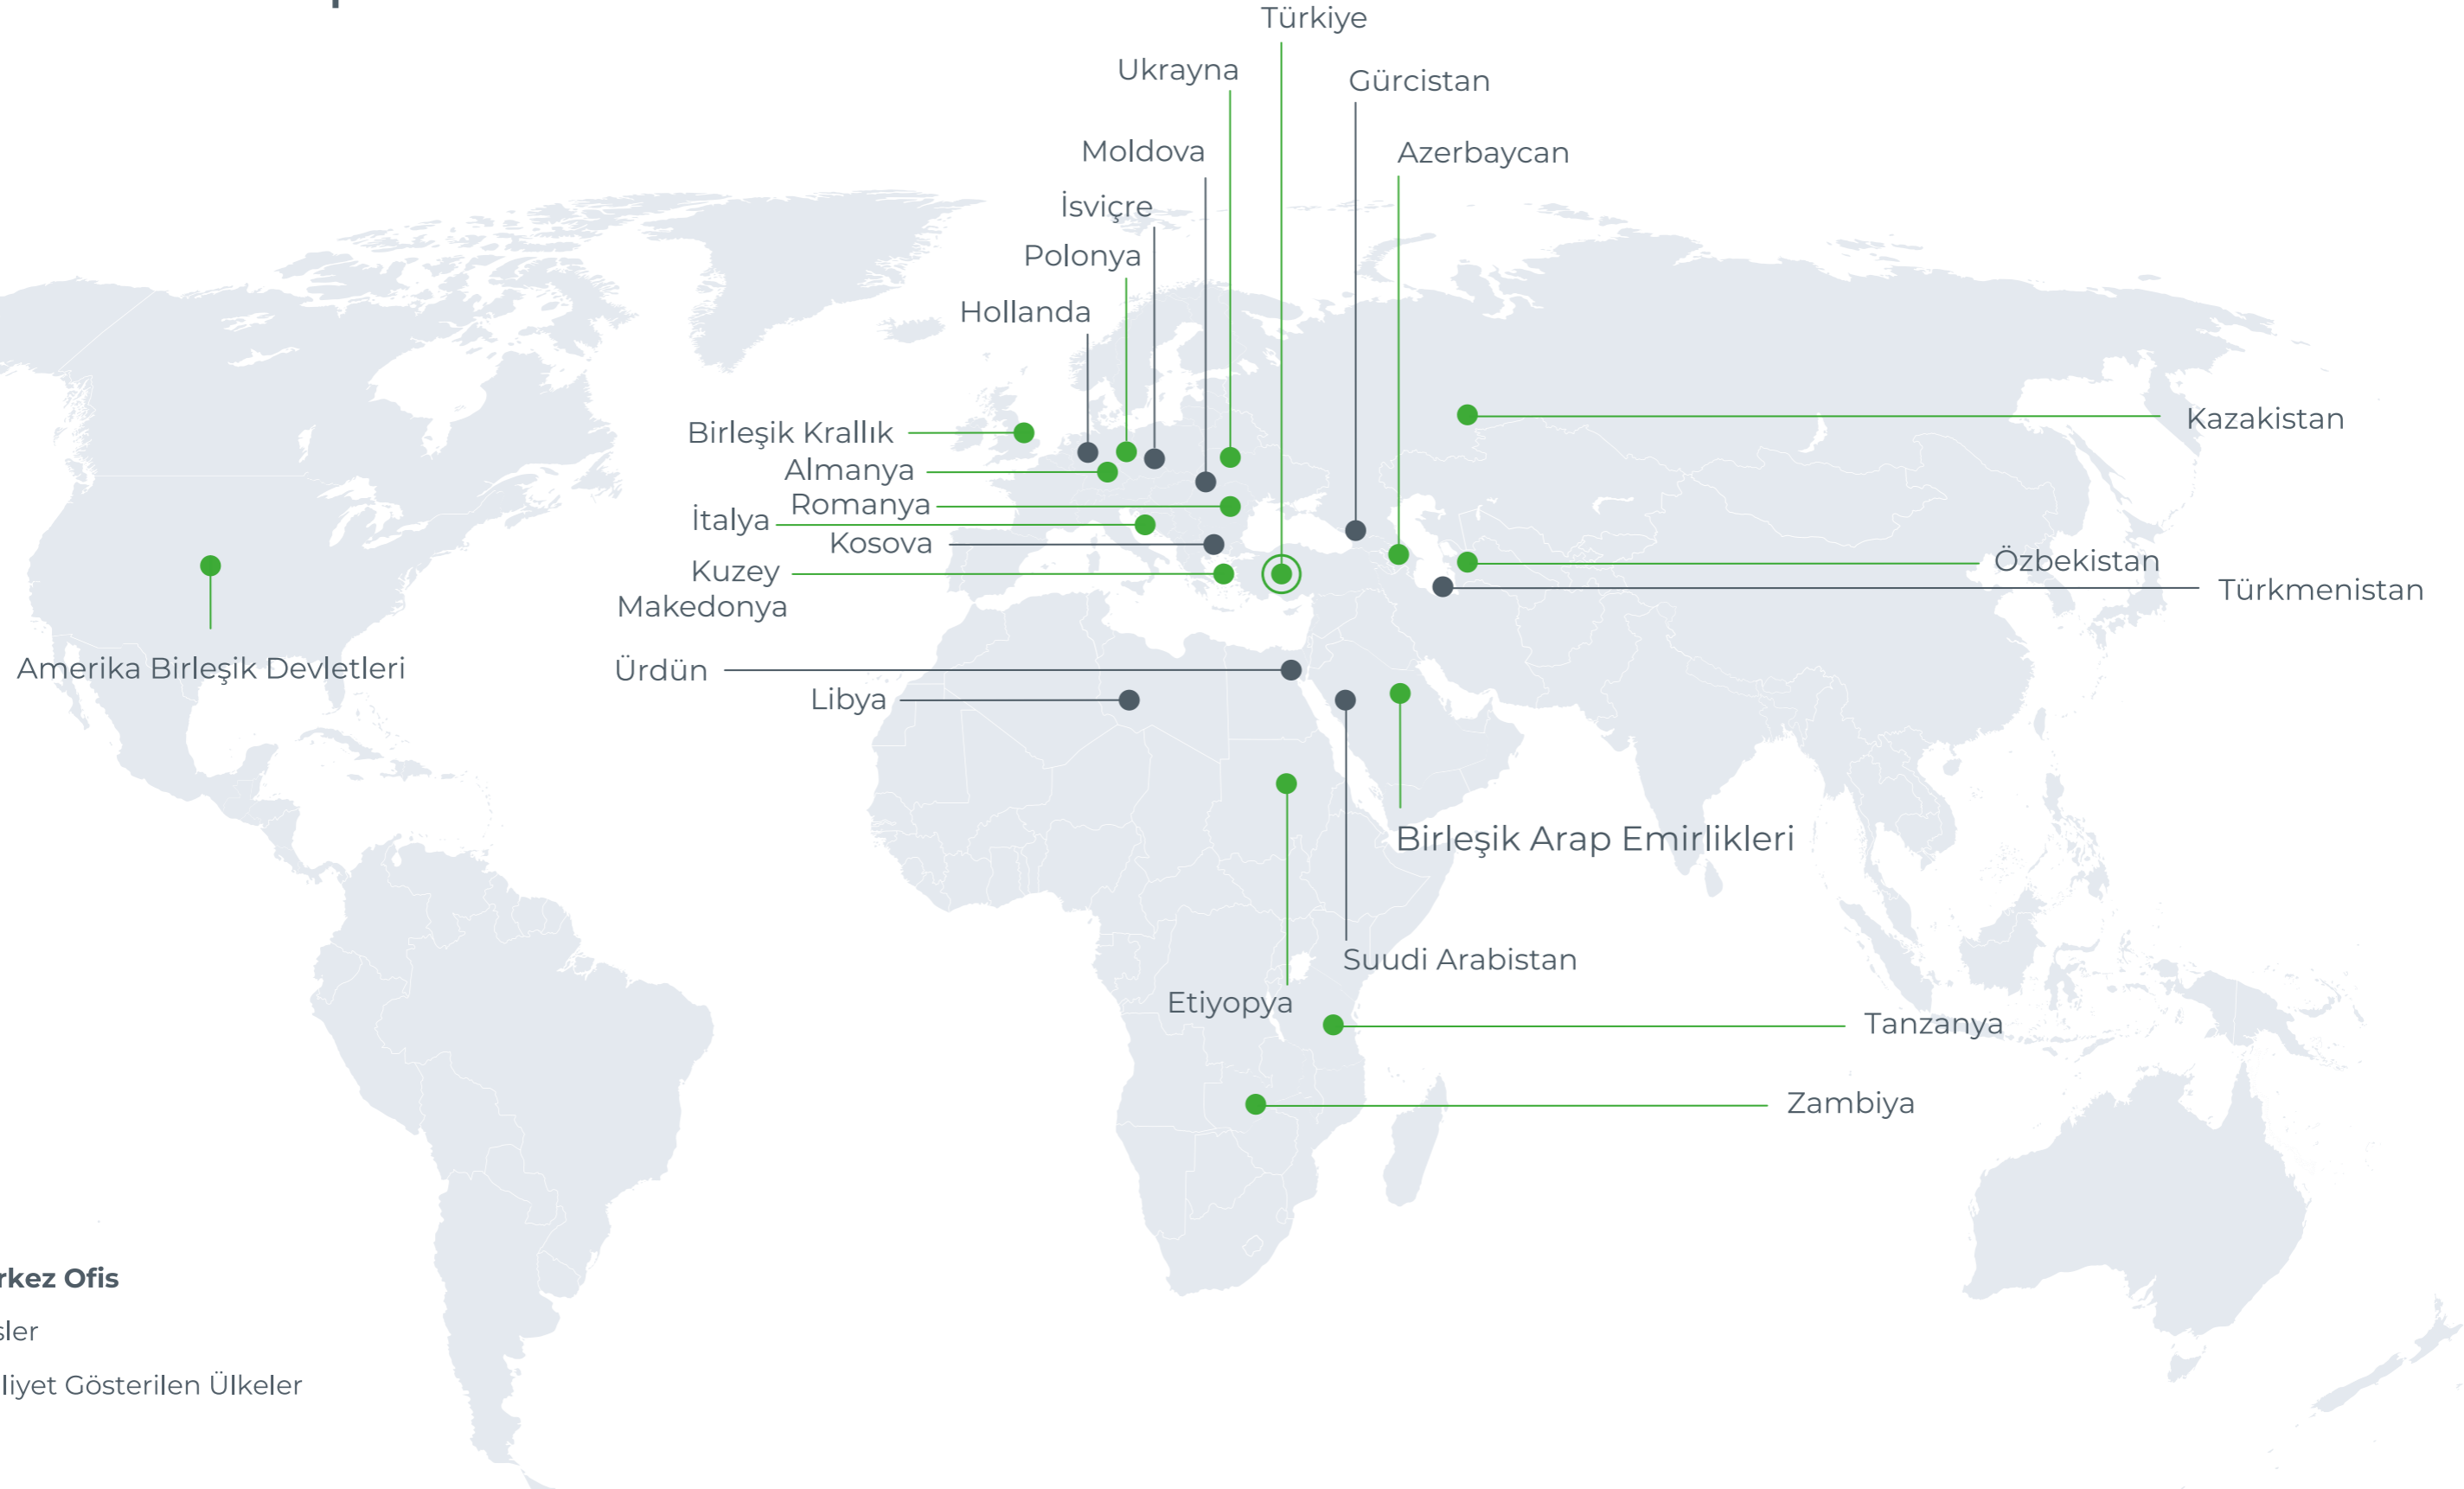 Türkiye
Ukrayna
Gürcistan
Moldova
Azerbaycan
İsviçre
Polonya
Hollanda
Kazakistan
Birleşik Krallık
Almanya
Romanya
İtalya
Kosova
Özbekistan
Kuzey
Makedonya
Türkmenistan
Amerika Birleşik Devletleri
Ürdün
Libya
Birleşik Arap Emirlikleri
Suudi Arabistan
Etiyopya
Tanzanya
Zambiya
rkez Ofis
sler
liyet Gösterilen Ülkeler